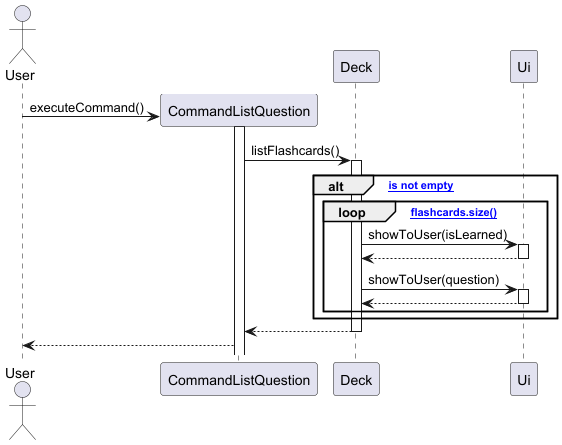 User
Deck
Ui
executeCommand()
CommandListQuestion
listFlashcards()
alt
is not empty
loop
flashcards.size()
showToUser(isLearned)
showToUser(question)
User
CommandListQuestion
Deck
Ui